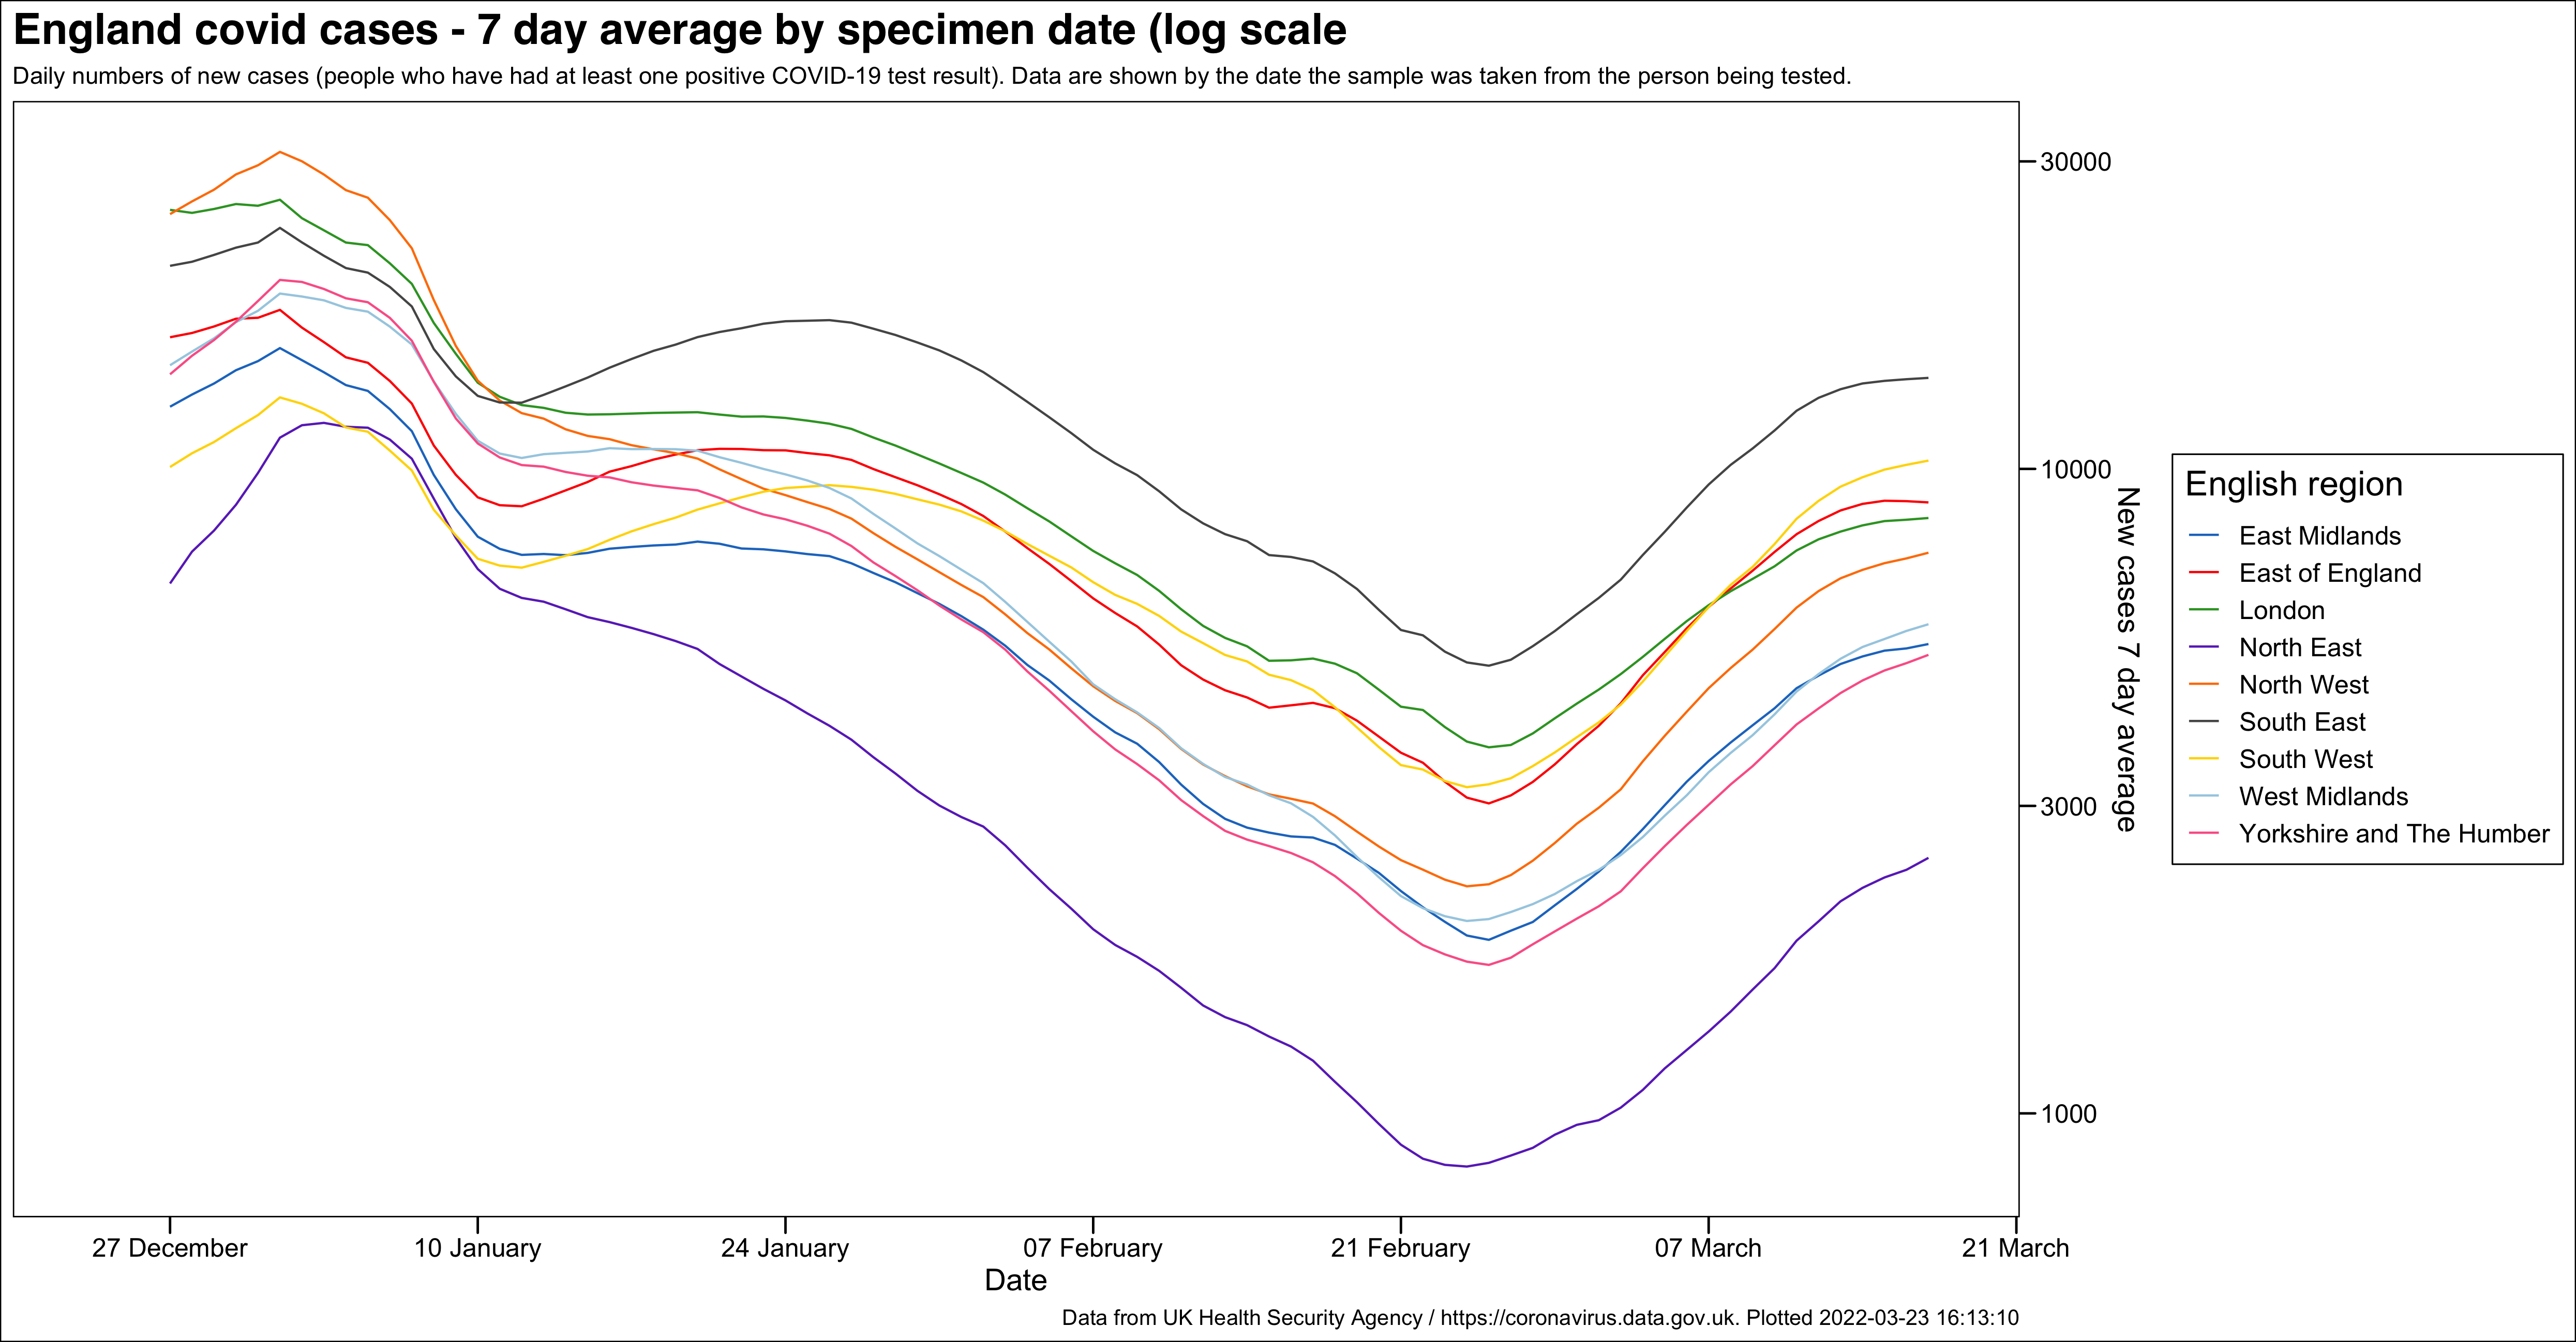 England covid cases - 7 day average by specimen date (log scale
Daily numbers of new cases (people who have had at least one positive COVID-19 test result). Data are shown by the date the sample was taken from the person being tested.
30000
10000
3000
1000
New cases 7 day average
English region
East Midlands
East of England
London
North East
North West
South East
South West
West Midlands
Yorkshire and The Humber
27 December
10 January
24 January
07 February
21 February
07 March
21 March
Date
Data from UK Health Security Agency / https://coronavirus.data.gov.uk. Plotted 2022-03-23 16:13:10